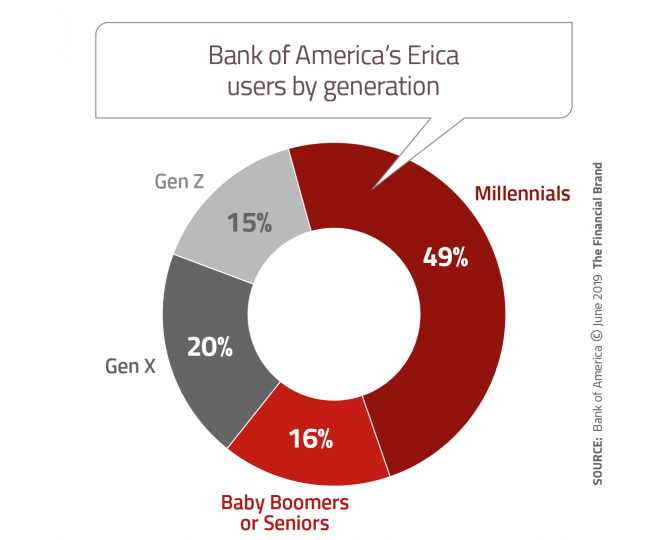 Bank of America's Erica
users by generation
Gen Z
15%
Millennials
49%
Gen X
20%
16%
Baby Boomers
or Seniors
SOURCE: Bank of America © June 2019 The Financial Brand